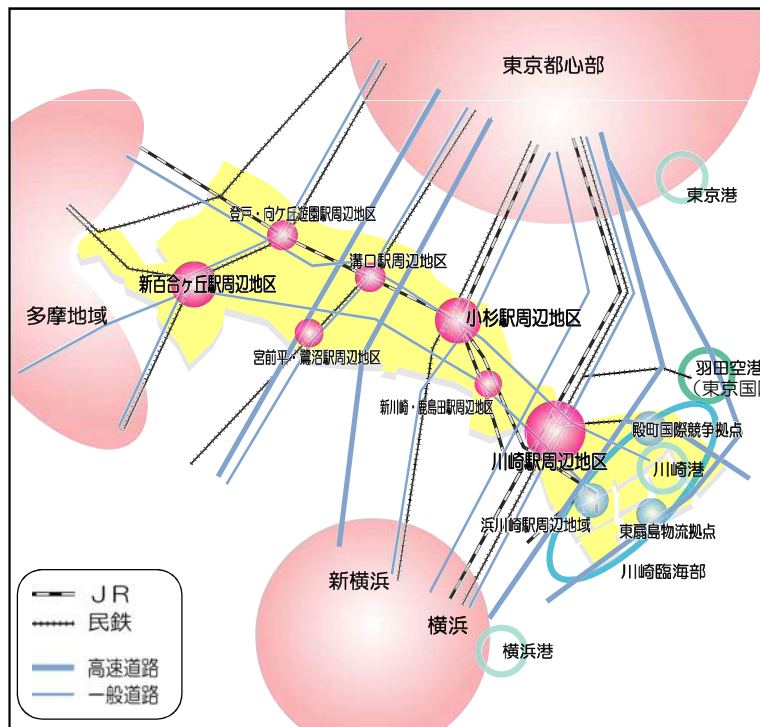 東京都心部
東京港
登戸・向ケ丘遊園駅周辺地区
溝口駅周辺地区
新百合ヶ丘駅周辺地区
多摩地域
小杉駅周辺地区
宮前平・鷺沼駅周辺地区
羽田空港
（東京国際
新川崎・鹿島田駅周辺地区
殿町国際競争拠点
川崎駅周辺地区
川崎港
浜川崎駅周辺地域
東扇島物流拠点
川崎臨海部
新横浜
横浜
横浜港
ＪＲ
民鉄
高速道路
一般道路